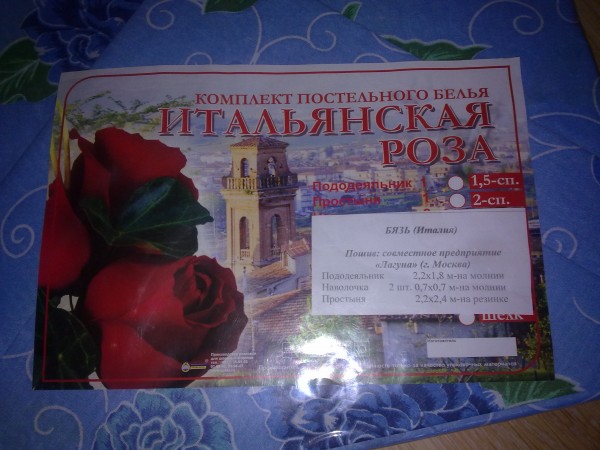 КОМПЛЕКТ ПОСТЕЛЬНОГО БЕЛЬЯ
ИТАЛЬЯНСКАЯ
РОЗА
Пододеяльник 1,5-сп.
Простыня 2-сп.
БЯЗЬ (Италия)
Пошив: совместное предприятие
«Лагуна» (г. Москва)
Пододеяльник 2,2х1,8 м-на молнии
Наволочка 2 шт. 0,7х0,7 м-на молнии
Простыня 2,2х2,4 м-на резинке
Шелк